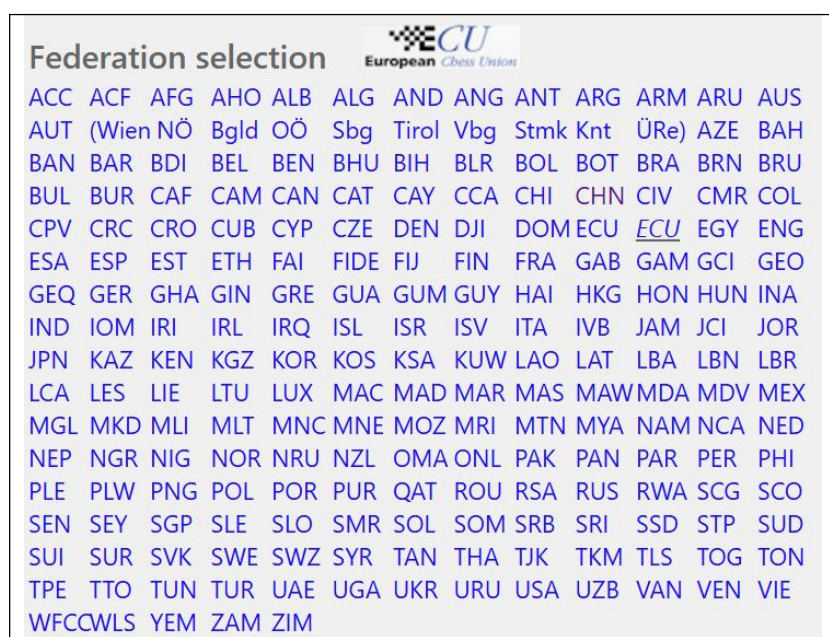 Federation selection ECU
European Chess Union
ACC ACF AFG AHO ALB ALG AND ANG ANT ARG ARM ARU AUS
AUT (Wien NÖ Bgld OÖ Sbg Tirol Vbg Stmk Knt ÜRe) AZE BAH
BAN BAR BDI BEL BEN BHU BIH BLR BOL BOT BRA BRN BRU
BUL BUR CAF CAM CAN CAT CAY CCA CHI CHN CIV CMR COL
CPV CRC CRO CUB CYP CZE DEN DJI DOM ECU ECU EGY ENG
ESA ESP EST ETH FAI FIDE FIJ FIN FRA GAB GAM GCI GEO
GEQ GER GHA GIN GRE GUA GUM GUY HAI HKG HON HUN INA
IND IOM IRI IRL IRQ ISL ISR ISV ITA IVB JAM JCI JOR
JPN KAZ KEN KGZ KOR KOS KSA KUW LAO LAT LBA LBN LBR
LCA LES LIE LTU LUX MAC MAD MAR MAS MAW MDA MDV MEX
MGL MKD MLI MLT MNC MNE MOZ MRI MTN MYA NAM NCA NED
NEP NGR NIG NOR NRU NZL OMA ONL PAK PAN PAR PER PHI
PLE PLW PNG POL POR PUR QAT ROU RSA RUS RWA SCG SCO
SEN SEY SGP SLE SLO SMR SOL SOM SRB SRI SSD STP SUD
SUI SUR SVK SWE SWZ SYR TAN THA TJK TKM TLS TOG TON
TPE TTO TUN TUR UAE UGA UKR URU USA UZB VAN VEN VIE
WFCC WLS YEM ZAM ZIM